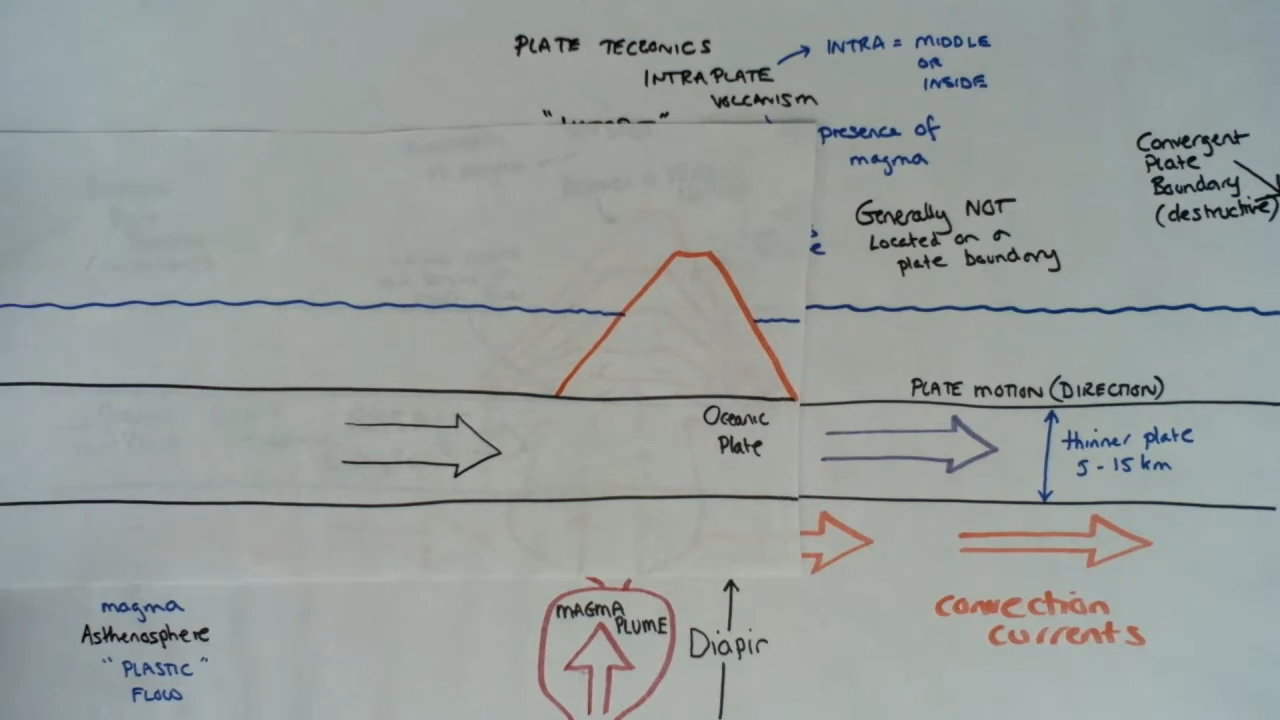 PLATE TECTONICS
INTRAPLATE
VOLCANISM
INTRA = MIDDLE
OR
INSIDE
presence of
magma
Generally NOT
Located on a
plate boundary
Convergent
Plate
Boundary
(destructive)
PLATE MOTION (DIRECTION)
Oceanic
Plate
thinner plate
5 - 15 km
convection
currents
magma
Asthenosphere
"PLASTIC"
FLOW
MAGMA
PLUME
Diapir